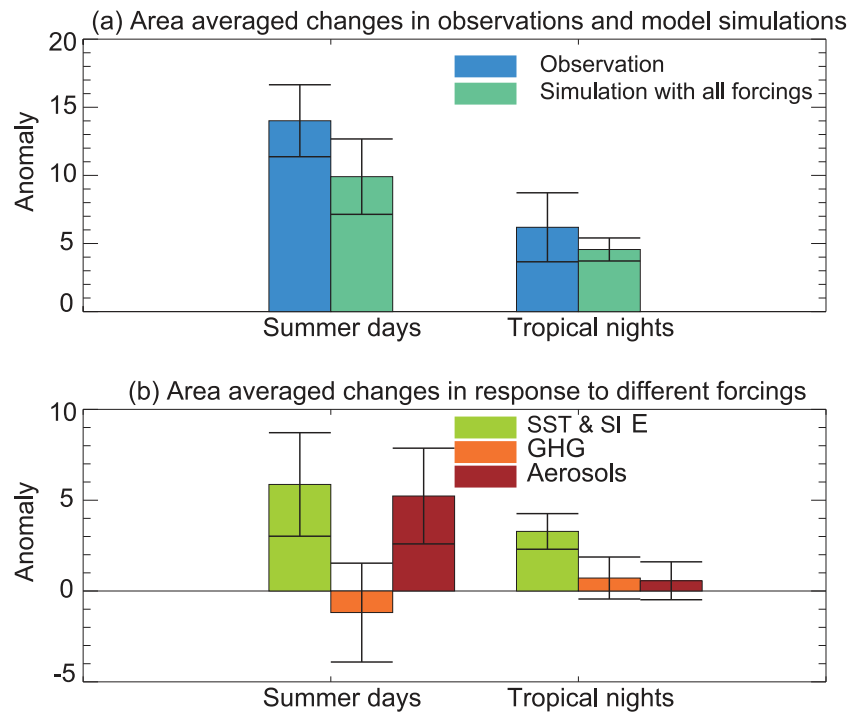 (a) Area averaged changes in observations and model simulations
20
15
10
5
0
Anomaly
Observation
Simulation with all forcings
Summer days
Tropical nights
(b) Area averaged changes in response to different forcings
10
5
0
-5
Anomaly
SST & SI E
GHG
Aerosols
Summer days
Tropical nights